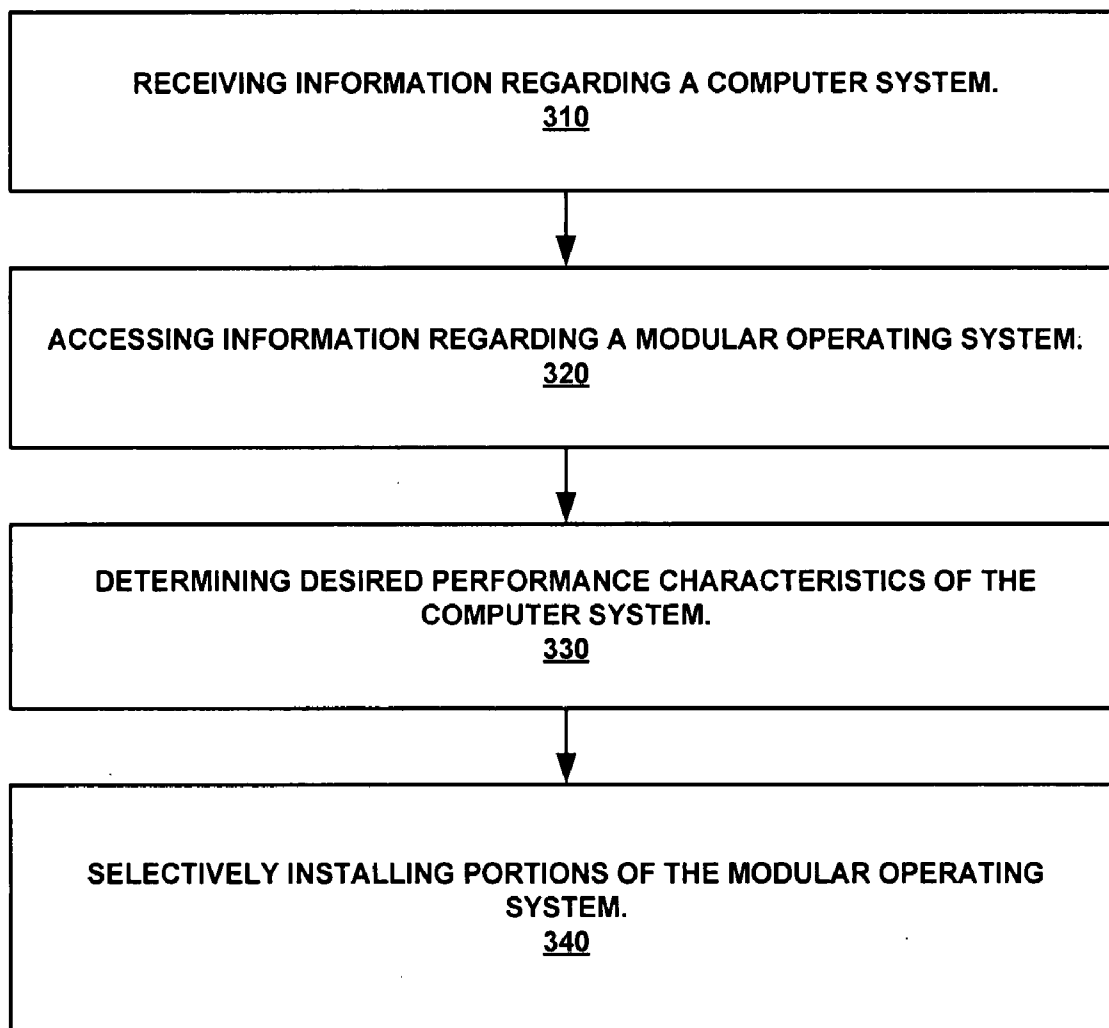 RECEIVING INFORMATION REGARDING A COMPUTER SYSTEM.
310
ACCESSING INFORMATION REGARDING A MODULAR OPERATING SYSTEM.
320
DETERMINING DESIRED PERFORMANCE CHARACTERISTICS OF THE
COMPUTER SYSTEM.
330
SELECTIVELY INSTALLING PORTIONS OF THE MODULAR OPERATING
SYSTEM.
340